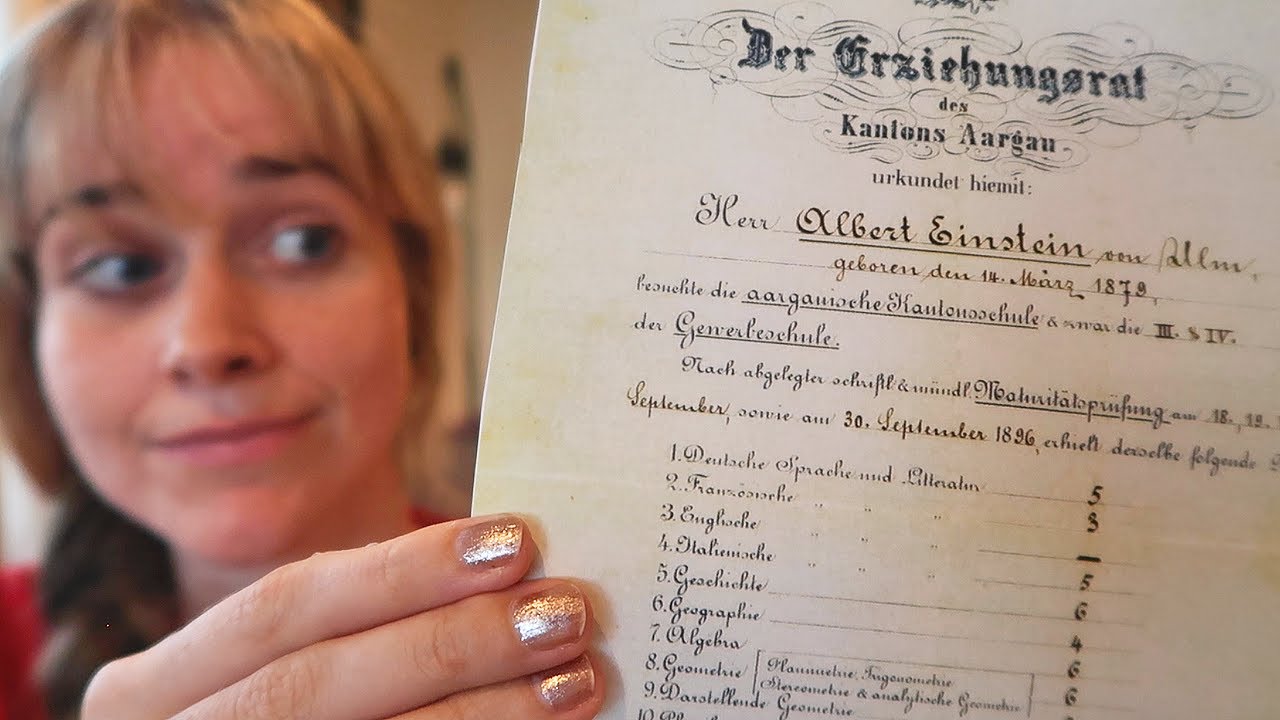 Der Erziehungsrat
des
Kantons Aargau
urkundet hiemit:
Herr Albert Einstein von Ulm,
geboren den 14. März 1879,
besuchte die aargauische Kantonsschule & zwar die III. & IV.
der Gewerbeschule.
Nach abgelegter schriftl. & mündl. Maturitätsprüfung am 18., 19.
September, sowie am 30. September 1896, erhielt derselbe folgende
1. Deutsche Sprache und Litteratur 5
2. Französische " " " 3
3. Englische " " " —
4. Italienische " " " 5
5. Geschichte 6
6. Geographie 4
7. Algebra 6
8. Geometrie [Planimetrie, Trigonometrie 6
Stereometrie & analytische Geometrie]
9. Darstellende Geometrie